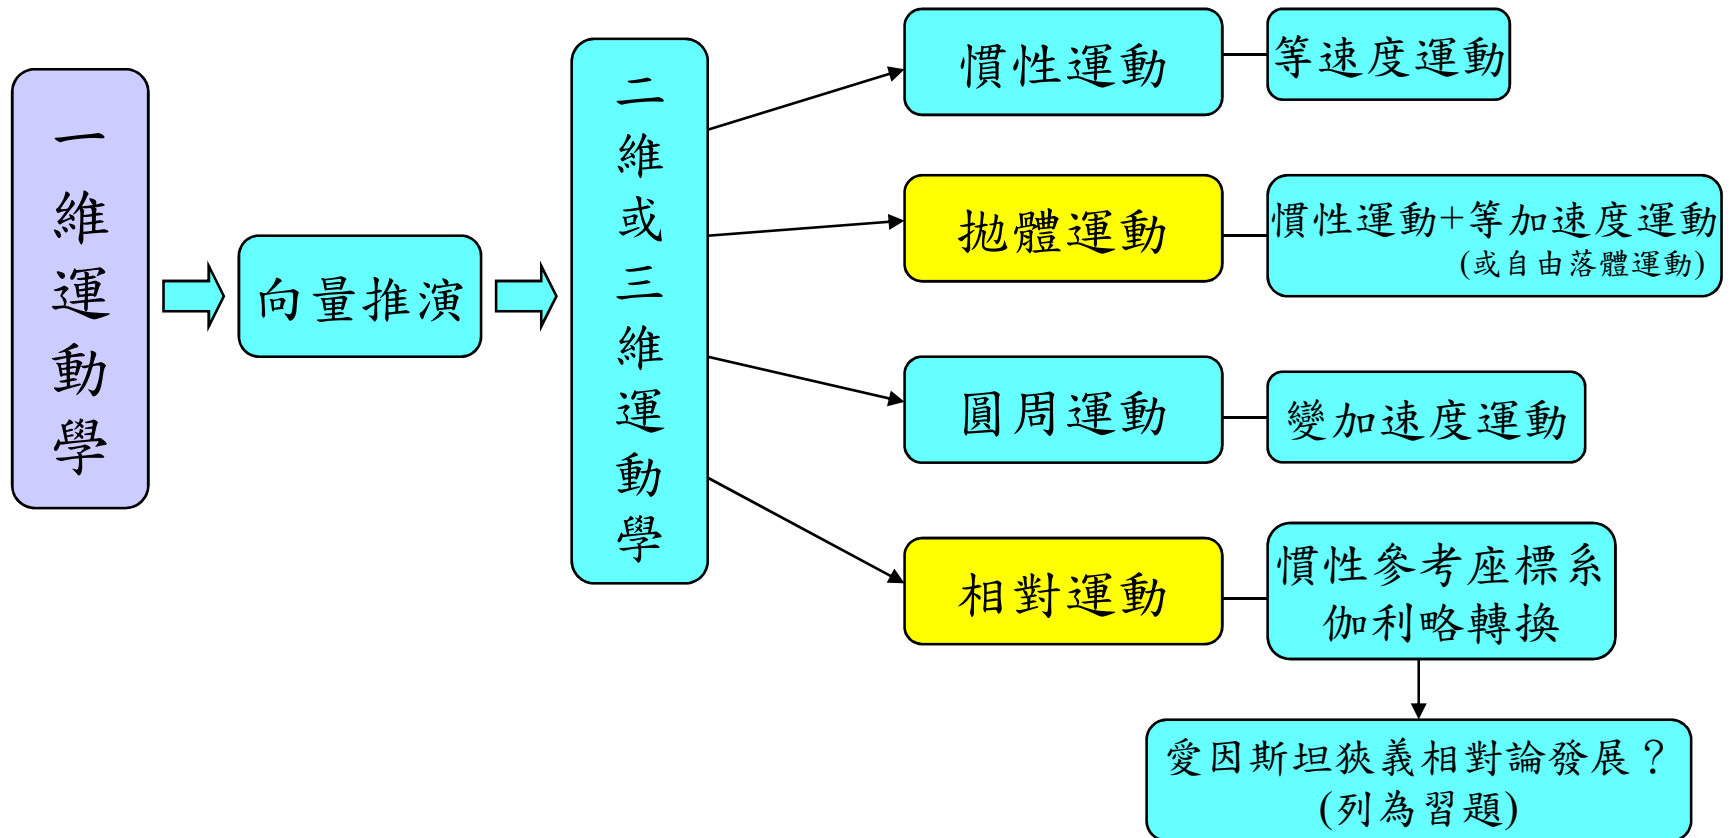 一維運動學
向量推演
二維或三維運動學
慣性運動
等速度運動
拋體運動
慣性運動+等加速度運動
(或自由落體運動)
圓周運動
變加速度運動
相對運動
慣性參考座標系
伽利略轉換
愛因斯坦狹義相對論發展？
(列為習題)